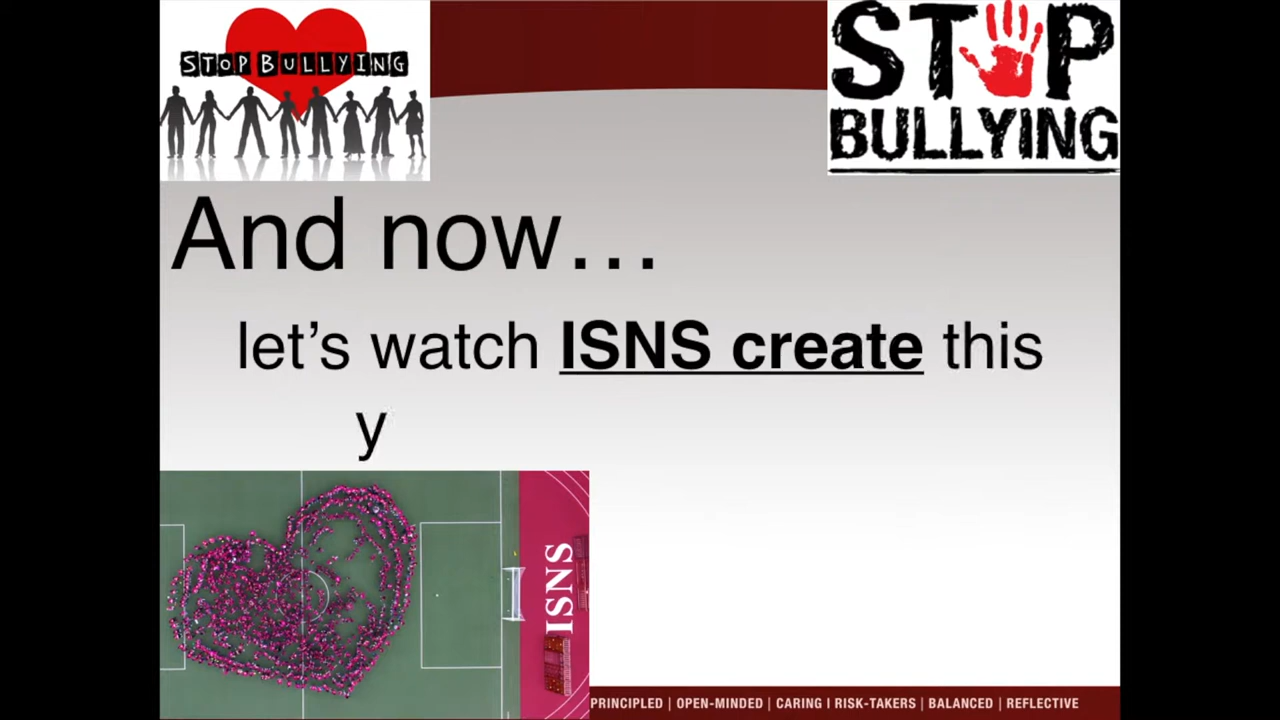 STOP BULLYING
STOP
BULLYING
And now…
let’s watch ISNS create this
y
ISNS
PRINCIPLED | OPEN-MINDED | CARING I RISK-TAKERS | BALANCED | REFLECTIVE